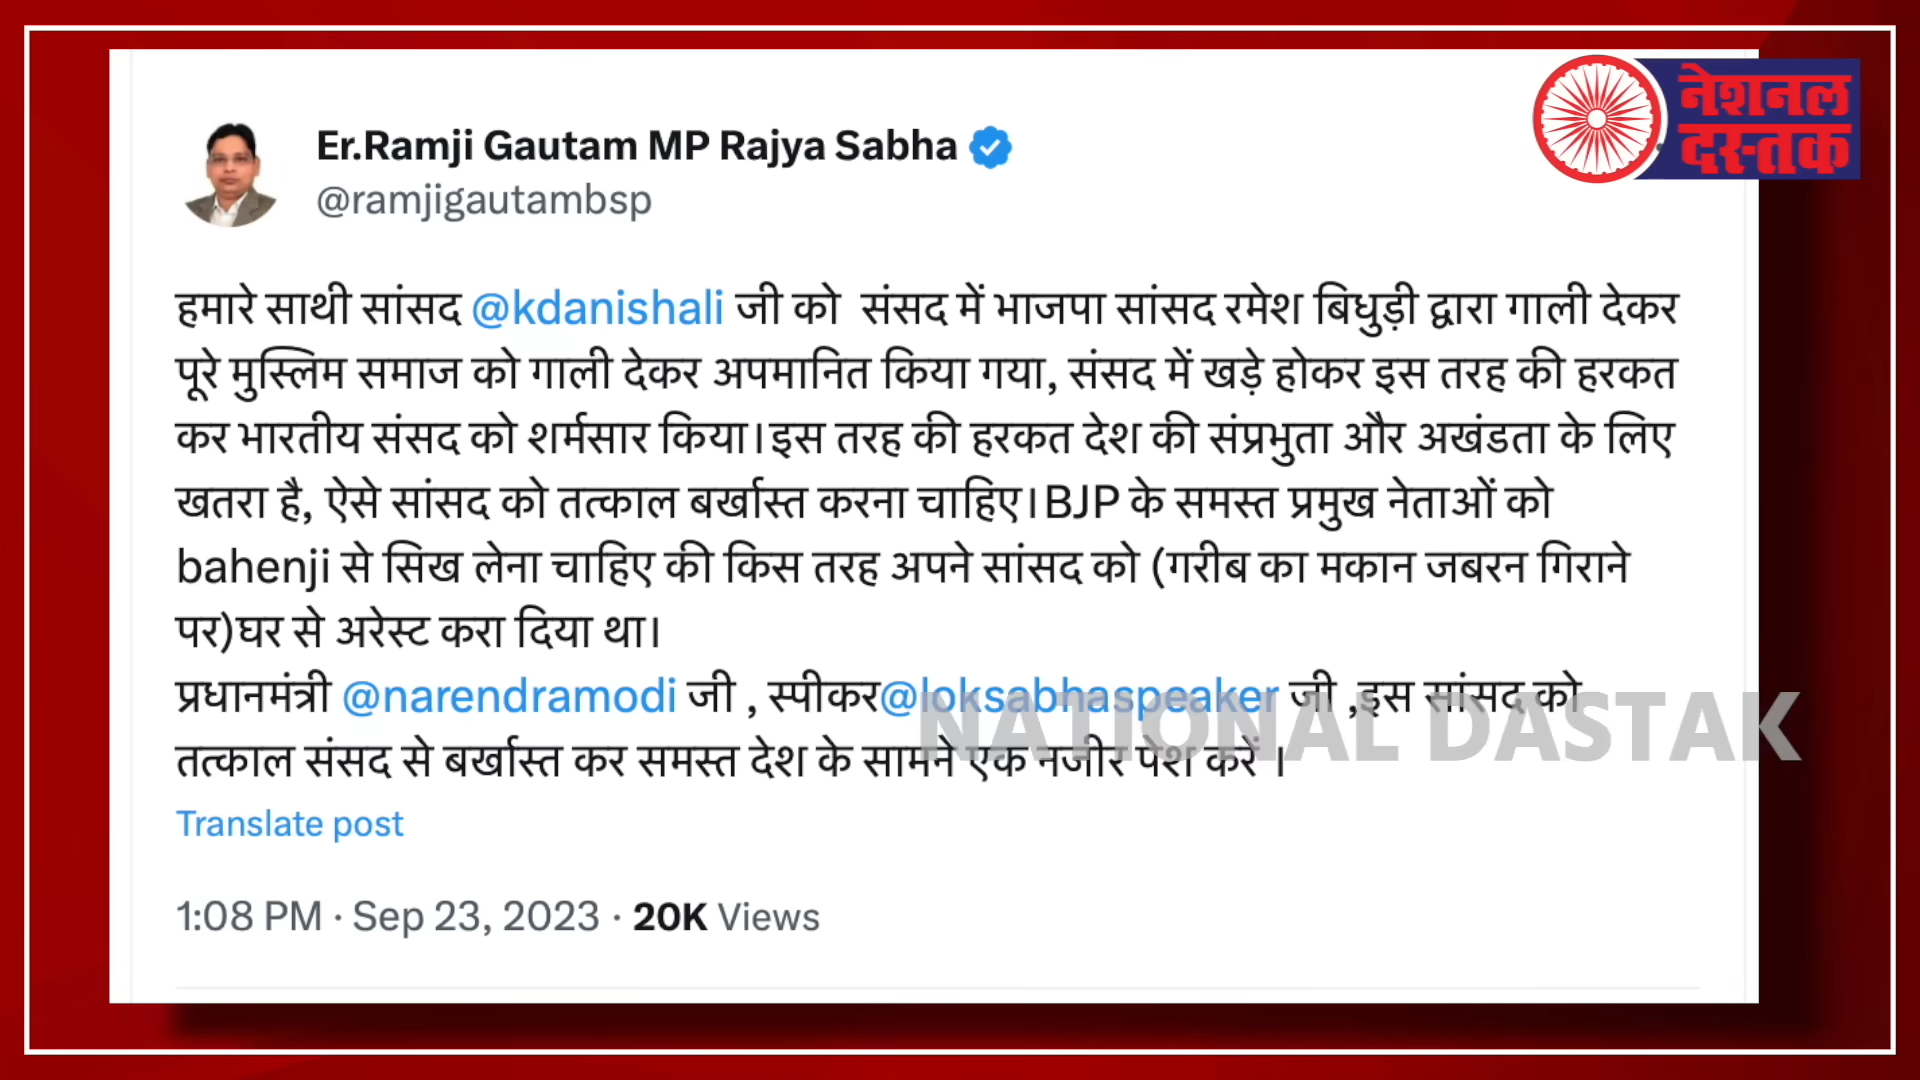 नेशनल
दस्तक
Er.Ramji Gautam MP Rajya Sabha
@ramjigautambsp
हमारे साथी सांसद @kdanishali जी को संसद में भाजपा सांसद रमेश बिधुड़ी द्वारा गाली देकर
पूरे मुस्लिम समाज को गाली देकर अपमानित किया गया, संसद में खड़े होकर इस तरह की हरकत
कर भारतीय संसद को शर्मसार किया।इस तरह की हरकत देश की संप्रभुता और अखंडता के लिए
खतरा है, ऐसे सांसद को तत्काल बर्खास्त करना चाहिए।BJP के समस्त प्रमुख नेताओं को
bahenji से सिख लेना चाहिए की किस तरह अपने सांसद को (गरीब का मकान जबरन गिराने
पर)घर से अरेस्ट करा दिया था।
प्रधानमंत्री @narendramodi जी , स्पीकर@loksabhaspeaker जी ,इस सांसद को
तत्काल संसद से बर्खास्त कर समस्त देश के सामने एक नजीर पेश करें ।
NATIONAL DASTAK
Translate post
1:08 PM · Sep 23, 2023 · 20K Views